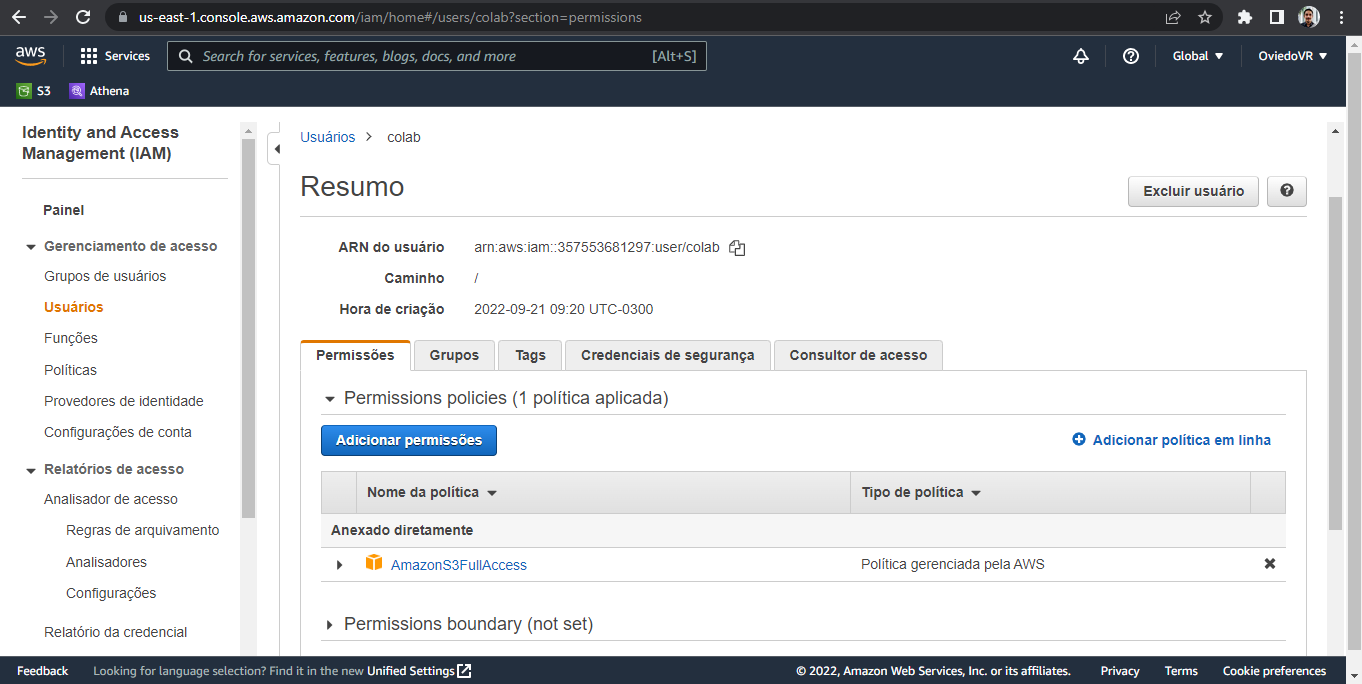 us-east-1.console.aws.amazon.com/iam/home#/users/colab?section=permissions
aws
Services
Search for services, features, blogs, docs, and more
[Alt+S]
Global
OviedoVR
S3
Athena
Identity and Access
Management (IAM)
Painel
Gerenciamento de acesso
Grupos de usuários
Usuários
Funções
Políticas
Provedores de identidade
Configurações de conta
Relatórios de acesso
Analisador de acesso
Regras de arquivamento
Analisadores
Configurações
Relatório da credencial
Usuários
colab
Resumo
Excluir usuário
ARN do usuário
arn:aws:iam::357553681297:user/colab
Caminho
/
Hora de criação
2022-09-21 09:20 UTC-0300
Permissões
Grupos
Tags
Credenciais de segurança
Consultor de acesso
Permissions policies (1 política aplicada)
Adicionar permissões
Adicionar política em linha
Nome da política
Tipo de política
Anexado diretamente
AmazonS3FullAccess
Política gerenciada pela AWS
Permissions boundary (not set)
Feedback
Looking for language selection? Find it in the new Unified Settings
© 2022, Amazon Web Services, Inc. or its affiliates.
Privacy
Terms
Cookie preferences